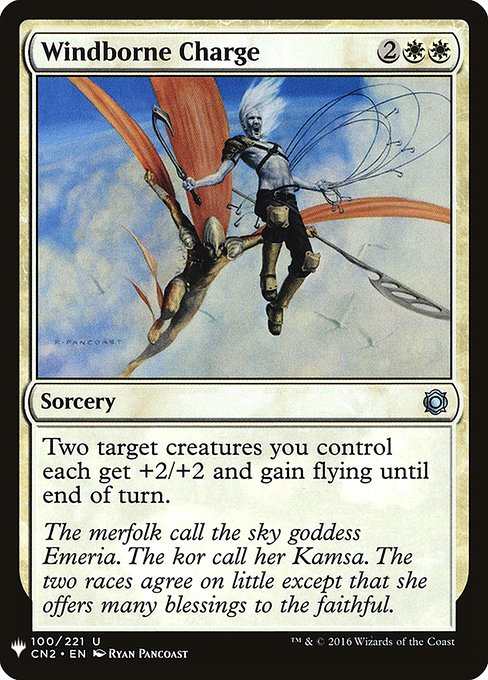 Windborne Charge 2
R·PANCOAST
Sorcery
Two target creatures you control
each get +2/+2 and gain flying until
end of turn.
The merfolk call the sky goddess
Emeria. The kor call her Kamsa. The
two races agree on little except that she
offers many blessings to the faithful.
100/221 U
CN2 • EN Ryan Pancoast
™ & © 2016 Wizards of the Coast